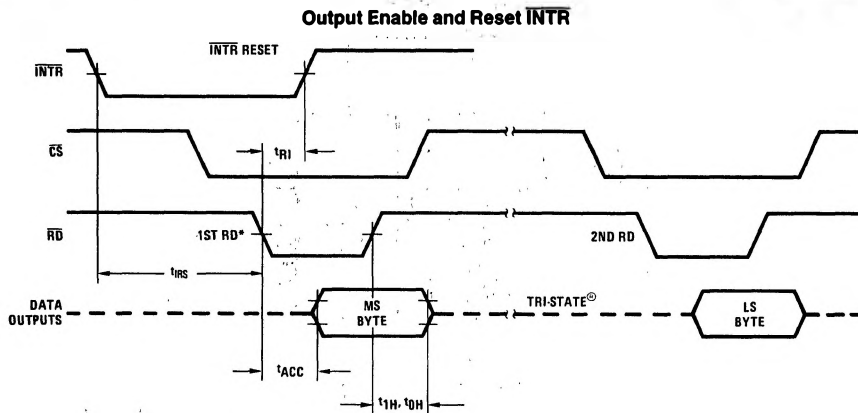 Output Enable and Reset INTR
INTR RESET
INTR
CS
tRI
RD
1ST RD*
2ND RD
tIRS
DATA OUTPUTS
MS BYTE
TRI-STATE®
LS BYTE
tACC
t1H, t0H